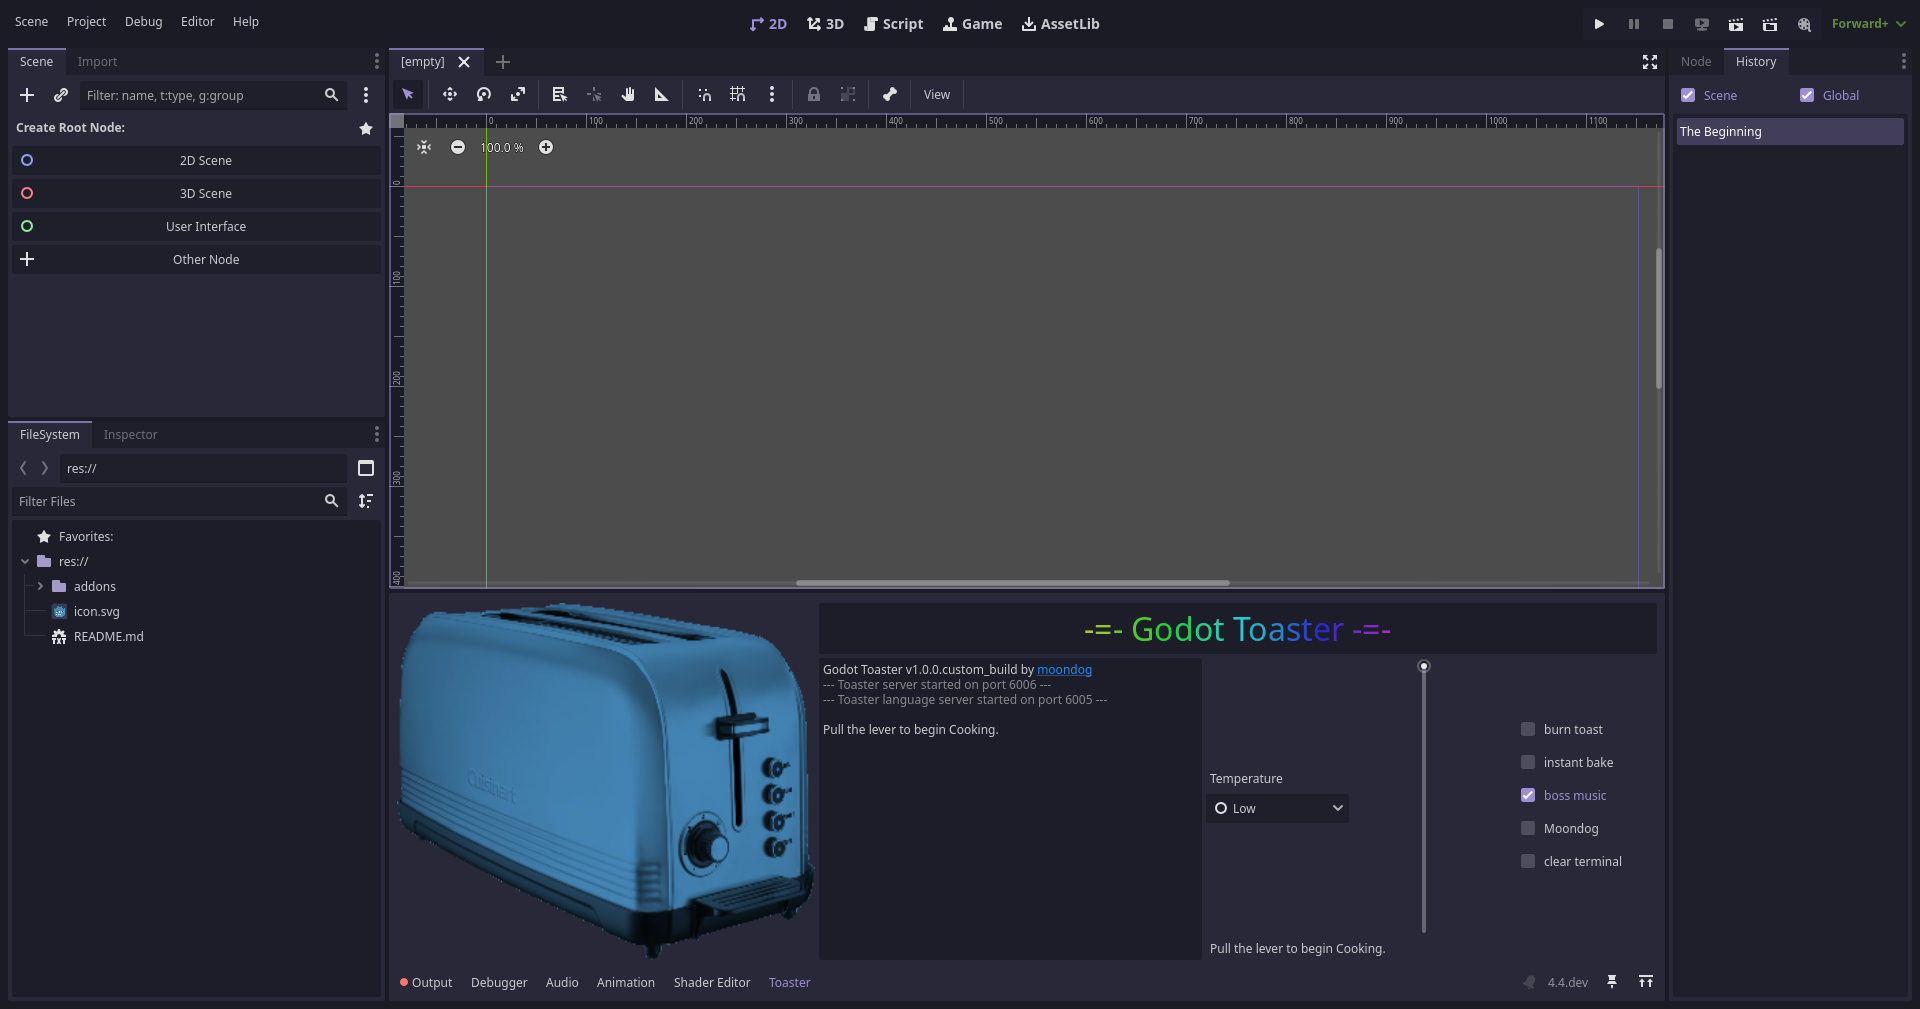 Scene Project Debug Editor Help
2D 3D Script Game AssetLib
Forward+
Scene Import
Filter: name, t:type, g:group
Create Root Node:
2D Scene
3D Scene
User Interface
Other Node
FileSystem Inspector
res://
Filter Files
Favorites:
res://
addons
icon.svg
README.md
[empty]
View
0 100 200 300 400 500 600 700 800 900 1000 1100
100.0 %
0
100
200
300
400
Cuisinart
-=- Godot Toaster -=-
Godot Toaster v1.0.0.custom_build by moondog
--- Toaster server started on port 6006 ---
--- Toaster language server started on port 6005 ---
Pull the lever to begin Cooking.
Temperature
Low
Pull the lever to begin Cooking.
burn toast
instant bake
boss music
Moondog
clear terminal
Output Debugger Audio Animation Shader Editor Toaster
4.4.dev
Node History
Scene Global
The Beginning